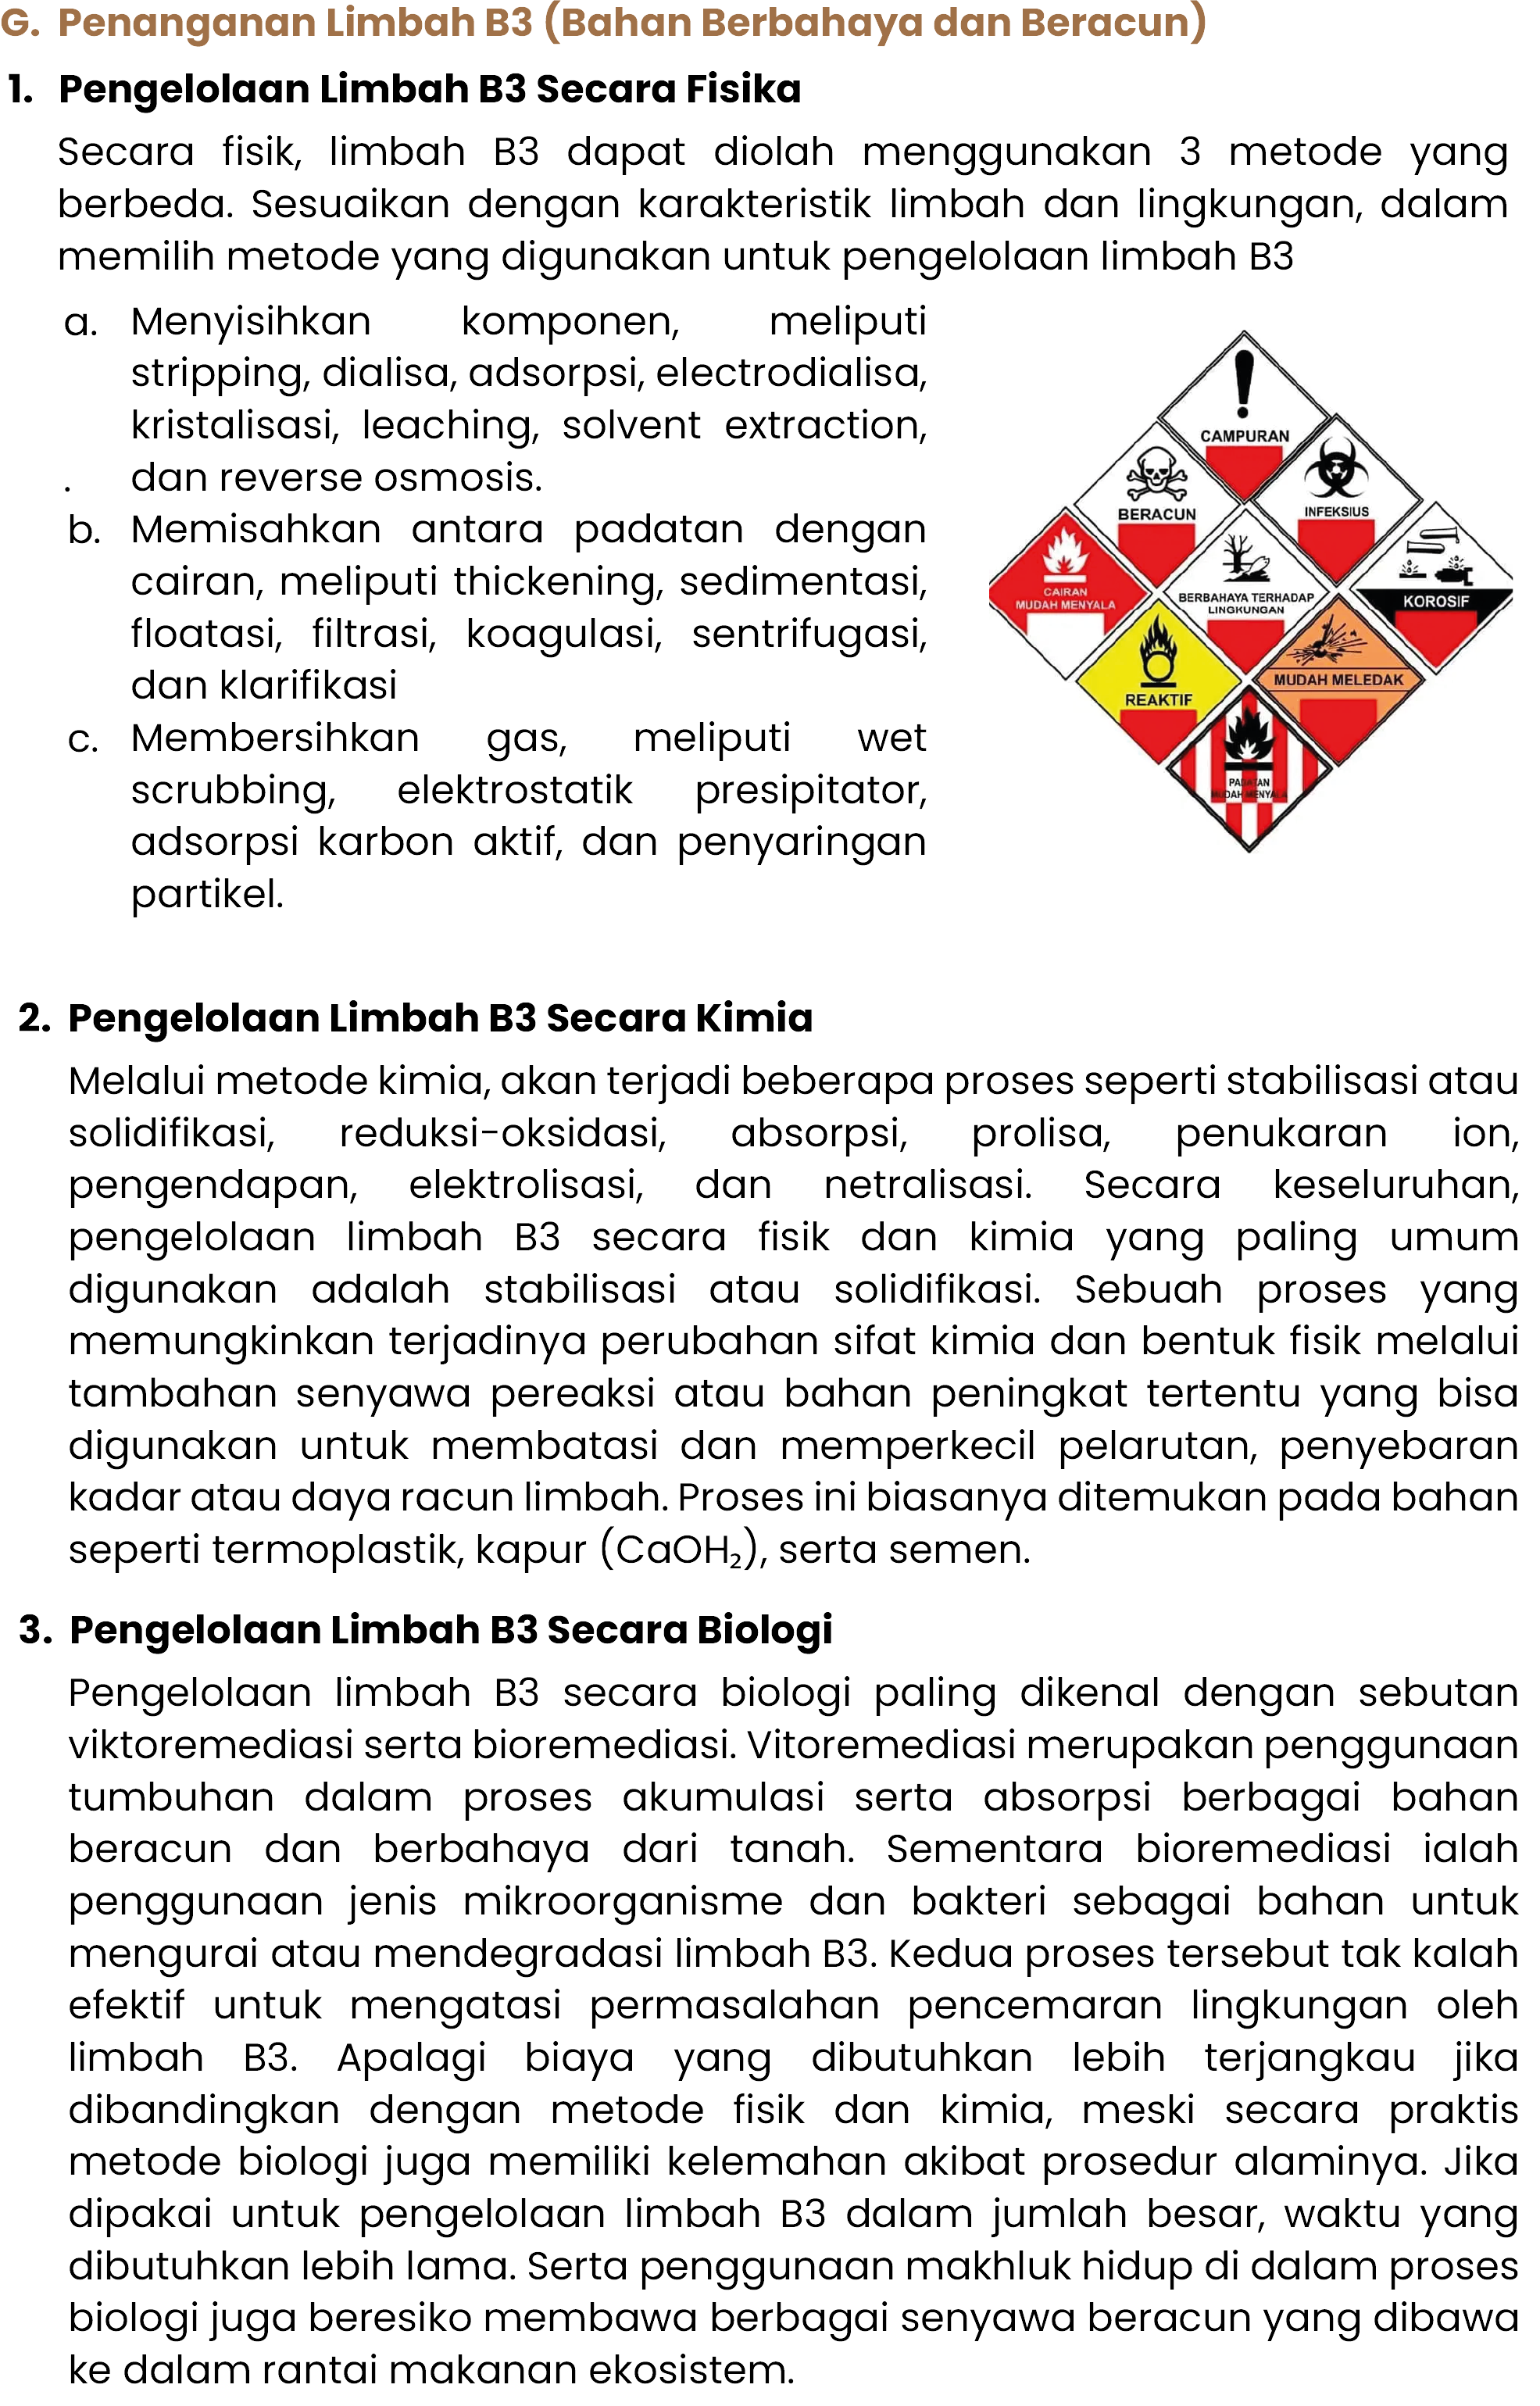 G. Penanganan Limbah B3 (Bahan Berbahaya dan Beracun)
1. Pengelolaan Limbah B3 Secara Fisika
Secara fisik, limbah B3 dapat diolah menggunakan 3 metode yang
berbeda. Sesuaikan dengan karakteristik limbah dan lingkungan, dalam
memilih metode yang digunakan untuk pengelolaan limbah B3
a. Menyisihkan komponen, meliputi
stripping, dialisa, adsorpsi, electrodialisa,
kristalisasi, leaching, solvent extraction,
. dan reverse osmosis.
b. Memisahkan antara padatan dengan
cairan, meliputi thickening, sedimentasi,
floatasi, filtrasi, koagulasi, sentrifugasi,
dan klarifikasi
c. Membersihkan gas, meliputi wet
scrubbing, elektrostatik presipitator,
adsorpsi karbon aktif, dan penyaringan
partikel.
CAMPURAN
BERACUN
INFEKSIUS
CAIRAN
MUDAH MENYALA
BERBAHAYA TERHADAP
LINGKUNGAN
KOROSIF
REAKTIF
MUDAH MELEDAK
PADATAN
MUDAH MENYALA
2. Pengelolaan Limbah B3 Secara Kimia
Melalui metode kimia, akan terjadi beberapa proses seperti stabilisasi atau
solidifikasi, reduksi-oksidasi, absorpsi, prolisa, penukaran ion,
pengendapan, elektrolisasi, dan netralisasi. Secara keseluruhan,
pengelolaan limbah B3 secara fisik dan kimia yang paling umum
digunakan adalah stabilisasi atau solidifikasi. Sebuah proses yang
memungkinkan terjadinya perubahan sifat kimia dan bentuk fisik melalui
tambahan senyawa pereaksi atau bahan peningkat tertentu yang bisa
digunakan untuk membatasi dan memperkecil pelarutan, penyebaran
kadar atau daya racun limbah. Proses ini biasanya ditemukan pada bahan
seperti termoplastik, kapur (CaOH₂), serta semen.
3. Pengelolaan Limbah B3 Secara Biologi
Pengelolaan limbah B3 secara biologi paling dikenal dengan sebutan
viktoremediasi serta bioremediasi. Vitoremediasi merupakan penggunaan
tumbuhan dalam proses akumulasi serta absorpsi berbagai bahan
beracun dan berbahaya dari tanah. Sementara bioremediasi ialah
penggunaan jenis mikroorganisme dan bakteri sebagai bahan untuk
mengurai atau mendegradasi limbah B3. Kedua proses tersebut tak kalah
efektif untuk mengatasi permasalahan pencemaran lingkungan oleh
limbah B3. Apalagi biaya yang dibutuhkan lebih terjangkau jika
dibandingkan dengan metode fisik dan kimia, meski secara praktis
metode biologi juga memiliki kelemahan akibat prosedur alaminya. Jika
dipakai untuk pengelolaan limbah B3 dalam jumlah besar, waktu yang
dibutuhkan lebih lama. Serta penggunaan makhluk hidup di dalam proses
biologi juga beresiko membawa berbagai senyawa beracun yang dibawa
ke dalam rantai makanan ekosistem.